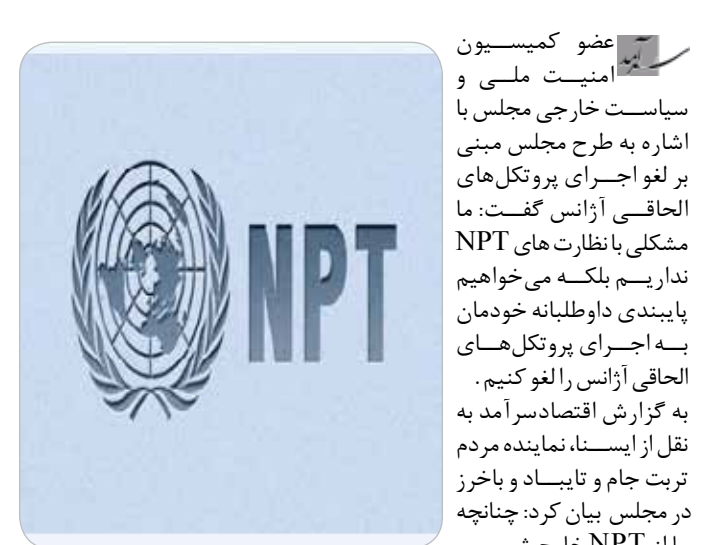 عضو کمیسیون
امنیت ملی و
سیاست خارجی مجلس با
اشاره به طرح مجلس مبنی
بر لغو اجرای پروتکل‌های
الحاقی آژانس گفت: ما
مشکلی با نظارت های NPT
نداریم بلکه می‌خواهیم
پایبندی داوطلبانه خودمان
به اجرای پروتکل‌های
الحاقی آژانس را لغو کنیم.
به گزارش اقتصادسرآمد به
نقل از ایسنا، نماینده مردم
تربت جام و تایباد و باخرز
در مجلس بیان کرد: چنانچه
NPT
NPT